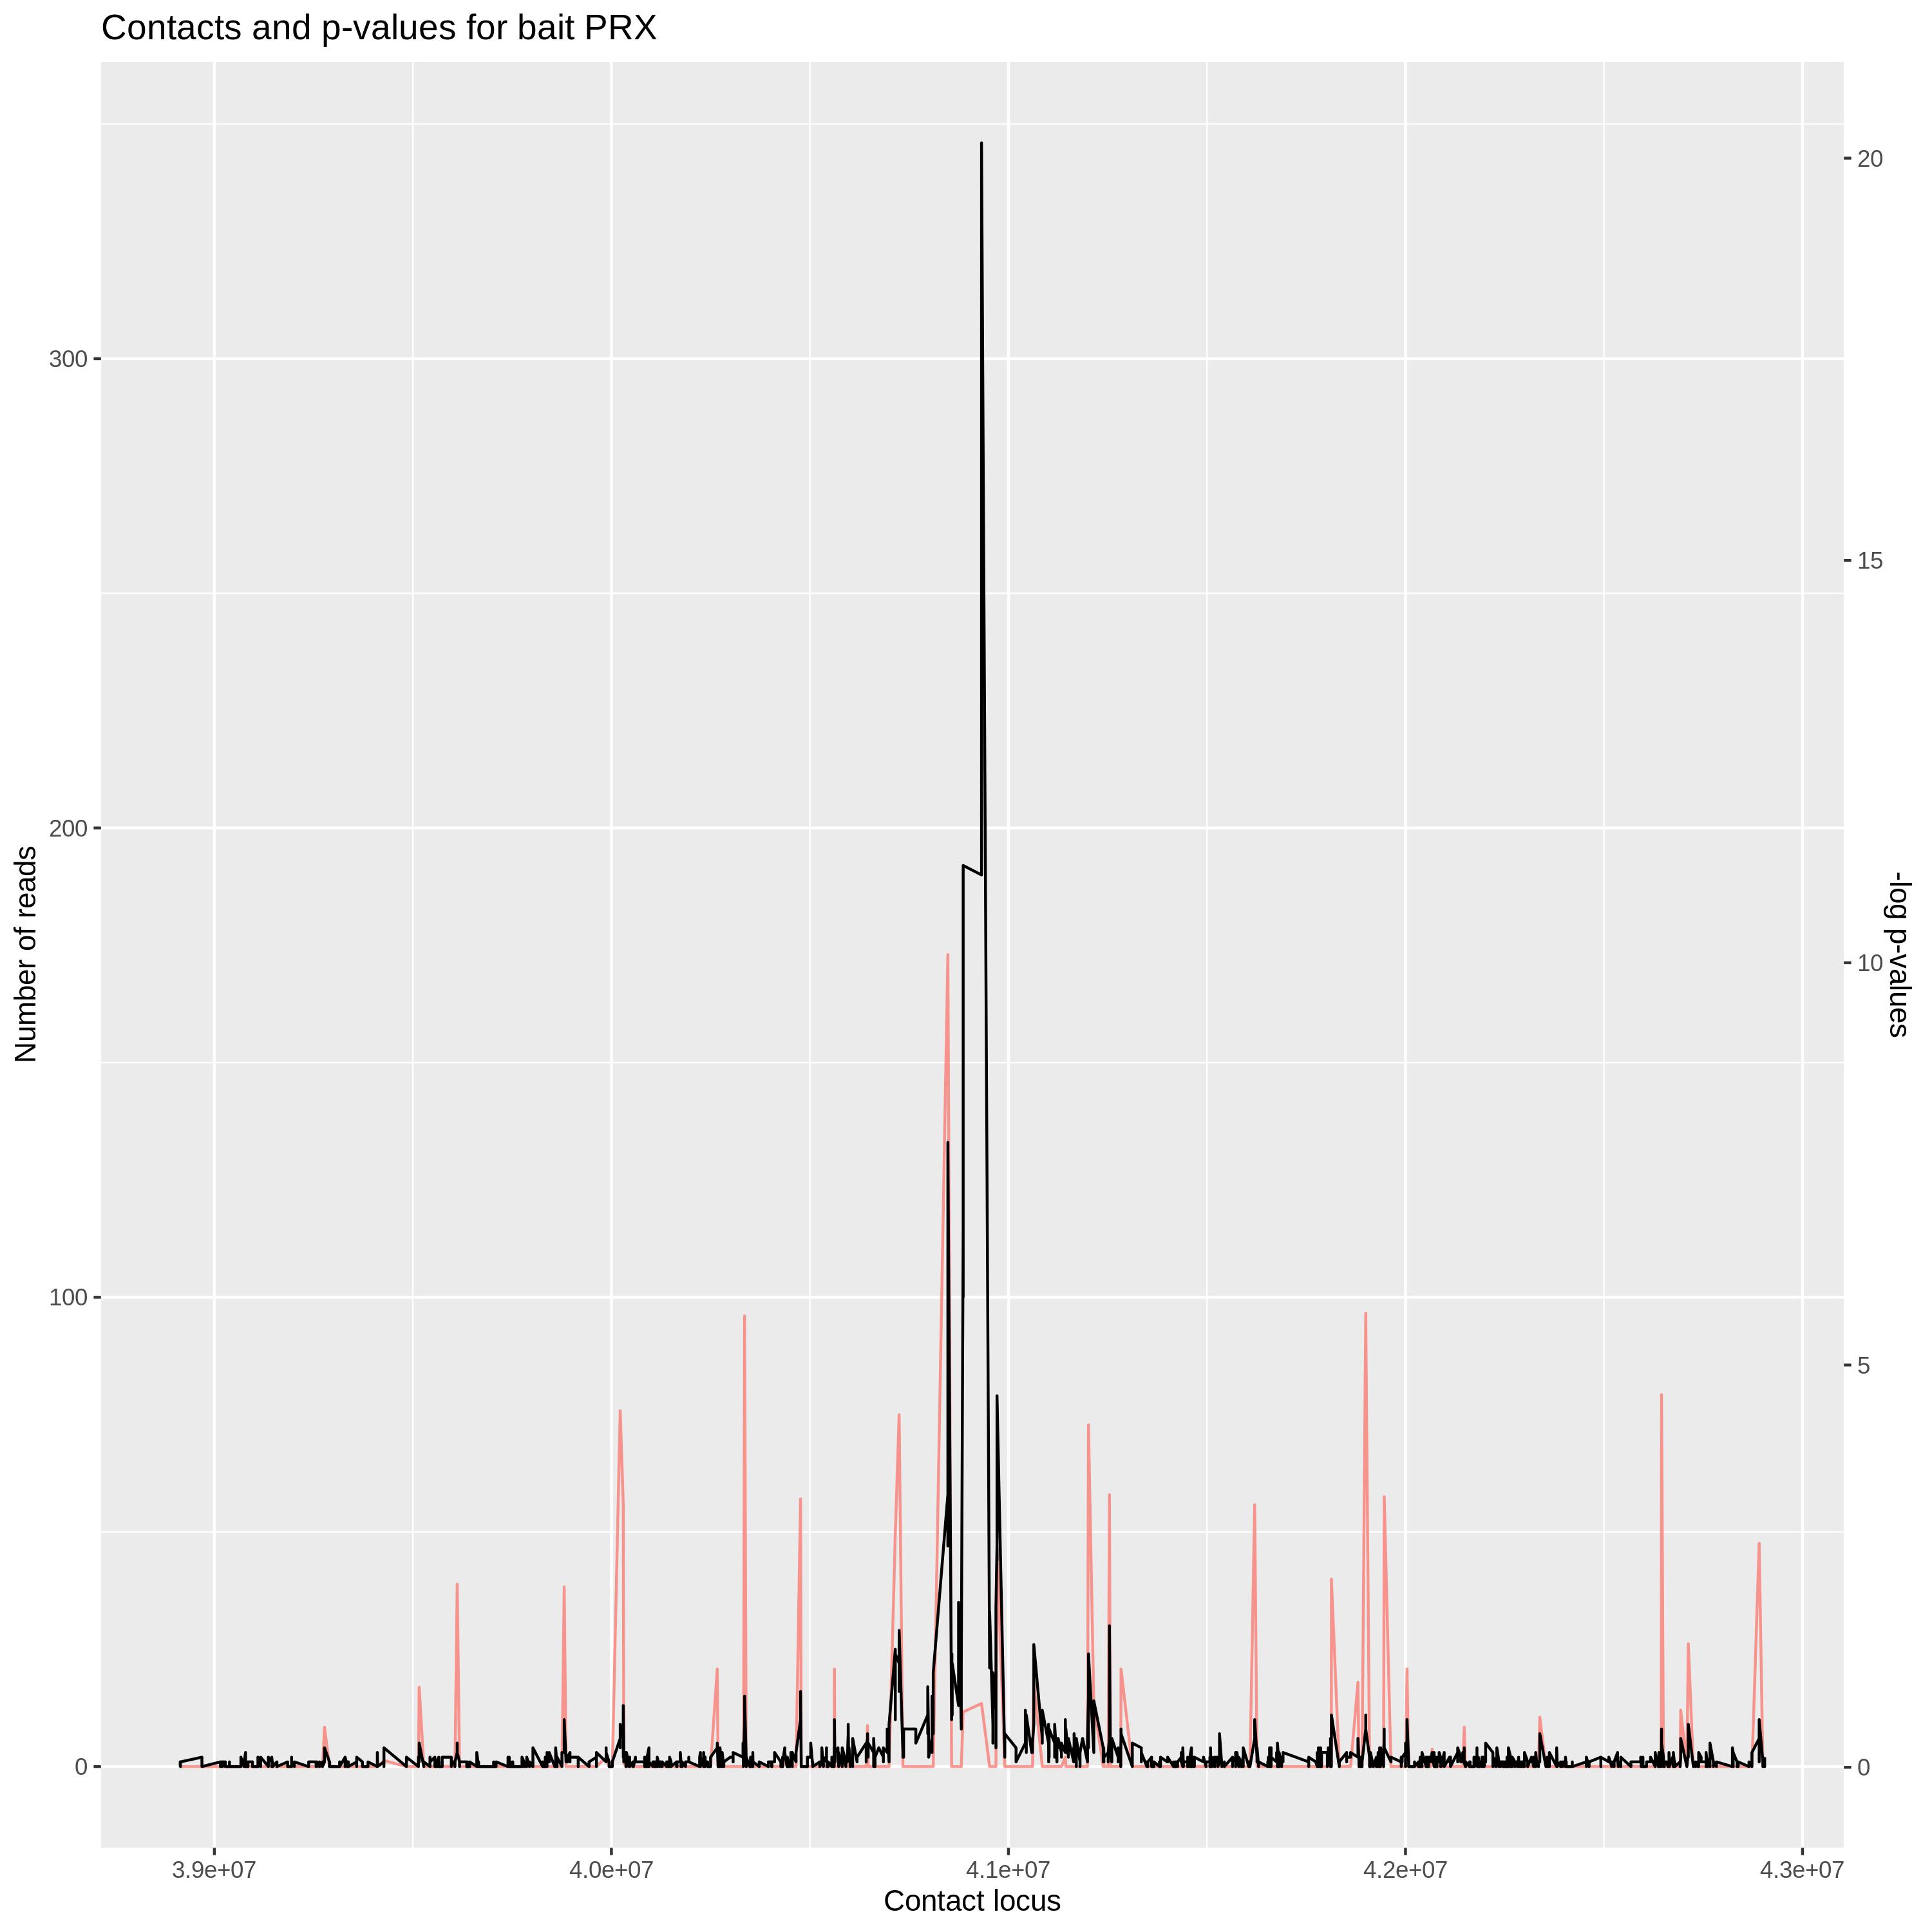 Contacts and p-values for bait PRX
Number of reads
300
200
100
0
20
15
10
5
0
-log p-values
3.9e+07
4.0e+07
4.1e+07
4.2e+07
4.3e+07
Contact locus